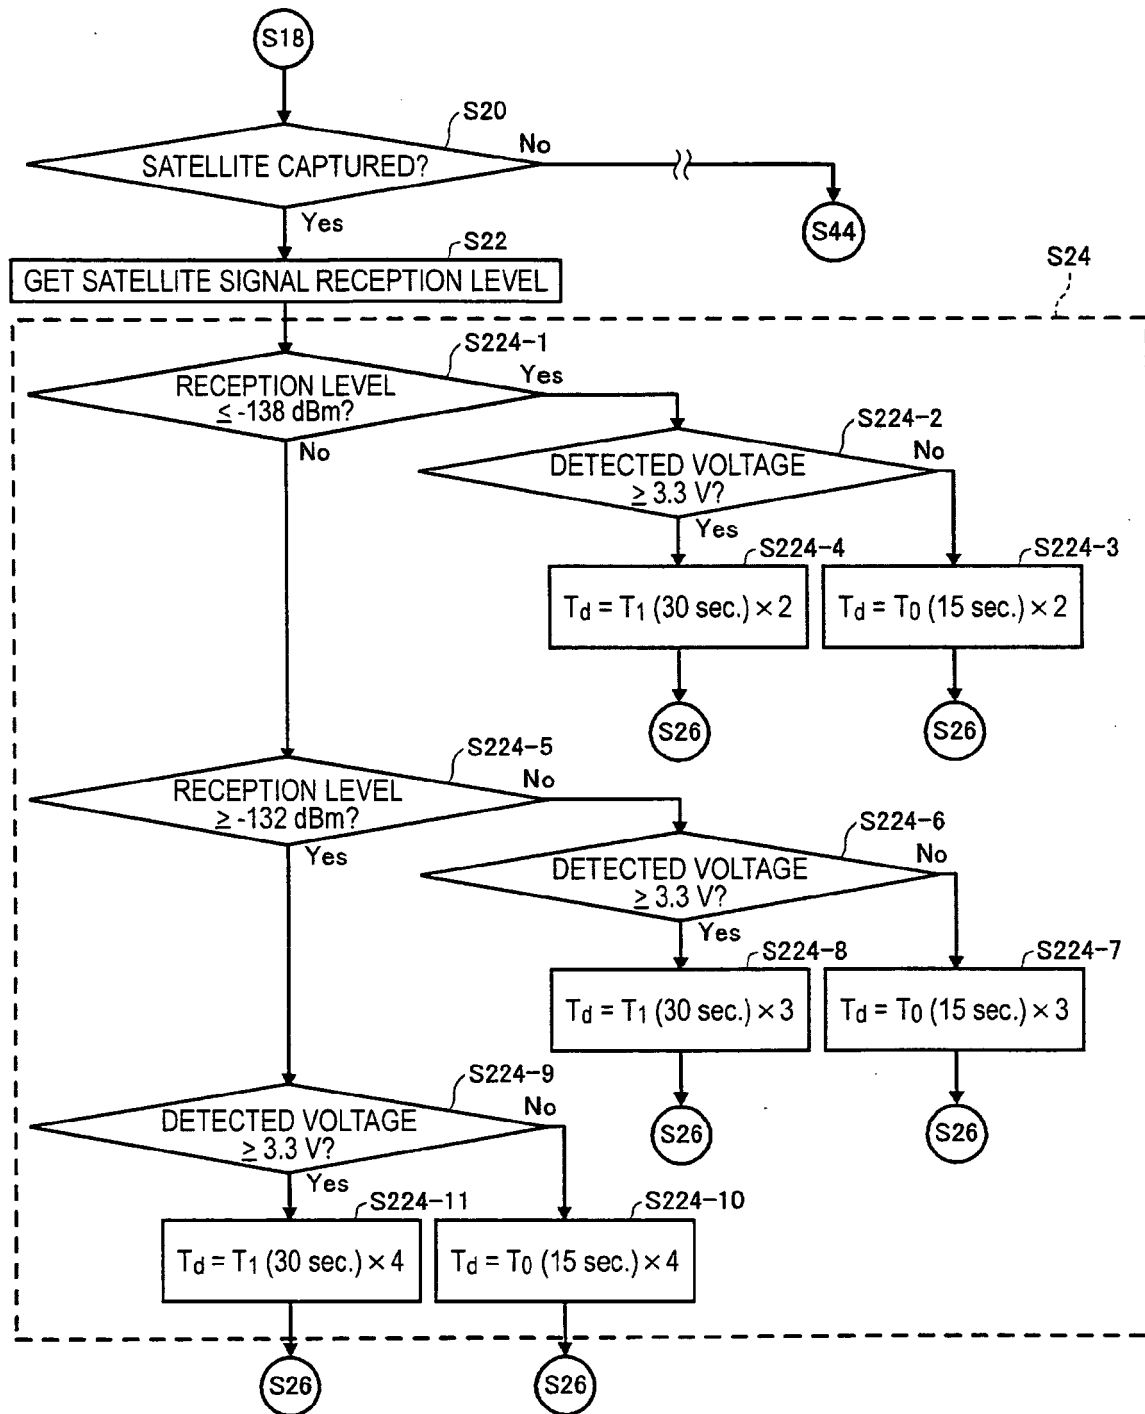 S18
S20
SATELLITE CAPTURED?
No
Yes
S44
S22
GET SATELLITE SIGNAL RECEPTION LEVEL
S24
S224-1
RECEPTION LEVEL
≤ -138 dBm?
Yes
No
S224-2
DETECTED VOLTAGE
≥ 3.3 V?
No
Yes
S224-4
Td = T1 (30 sec.) × 2
S224-3
Td = T0 (15 sec.) × 2
S26
S26
S224-5
RECEPTION LEVEL
≥ -132 dBm?
No
Yes
S224-6
DETECTED VOLTAGE
≥ 3.3 V?
No
Yes
S224-8
Td = T1 (30 sec.) × 3
S224-7
Td = T0 (15 sec.) × 3
S26
S26
S224-9
DETECTED VOLTAGE
≥ 3.3 V?
No
Yes
S224-11
Td = T1 (30 sec.) × 4
S224-10
Td = T0 (15 sec.) × 4
S26
S26